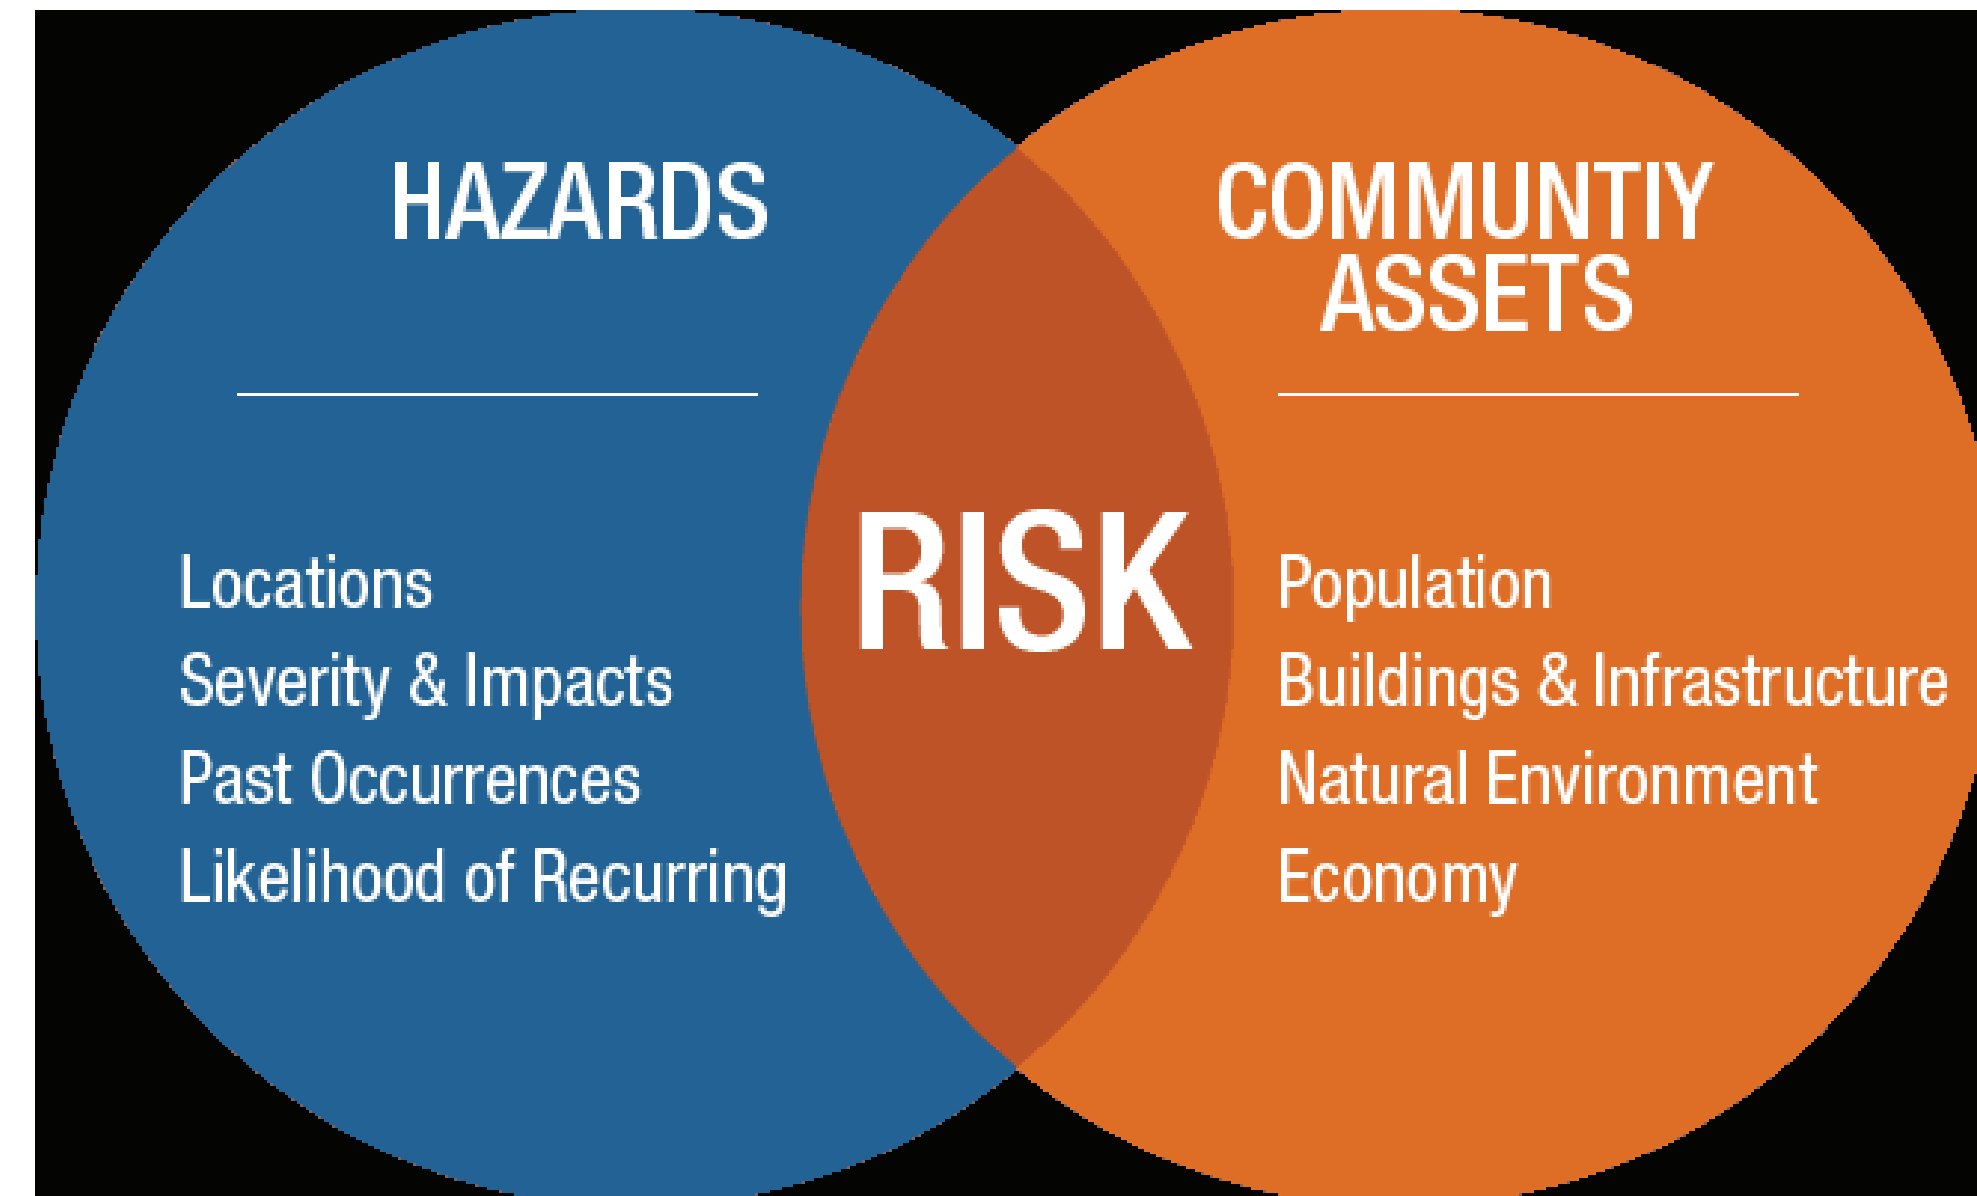 HAZARDS
Locations
Severity & Impacts
Past Occurrences
Likelihood of Recurring
RISK
COMMUNTIY
ASSETS
Population
Buildings & Infrastructure
Natural Environment
Economy